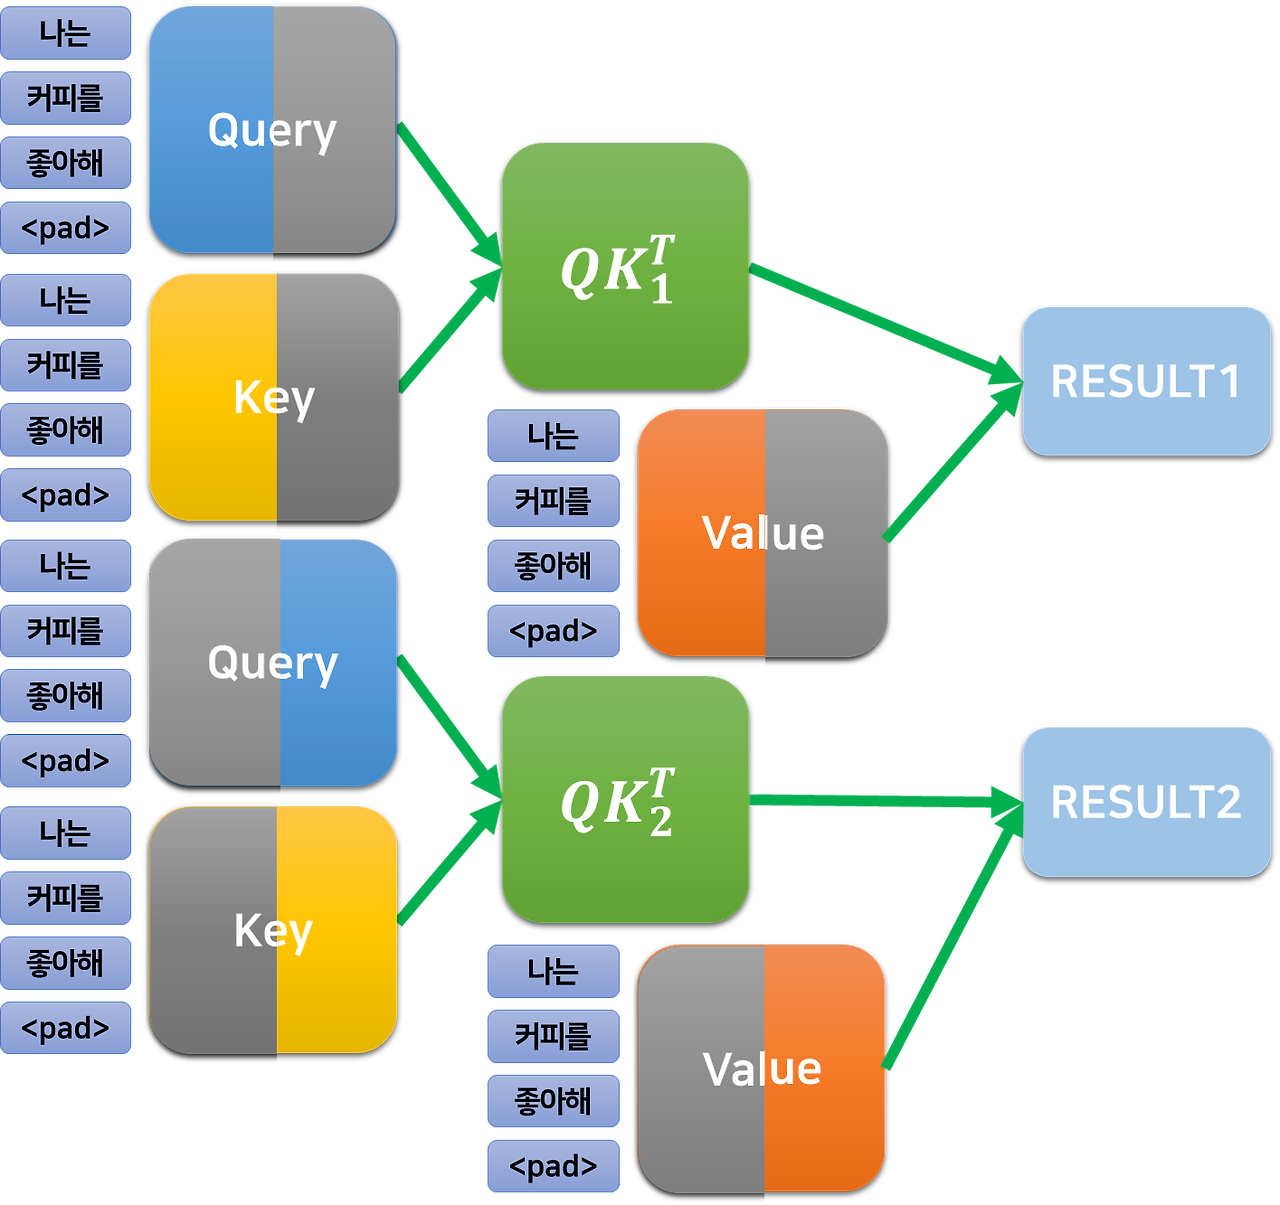 나는
커피를
좋아해
<pad>
Query
나는
커피를
좋아해
<pad>
Key
QK₁ᵀ
나는
커피를
좋아해
<pad>
Value
RESULT1
나는
커피를
좋아해
<pad>
Query
나는
커피를
좋아해
<pad>
Key
QK₂ᵀ
나는
커피를
좋아해
<pad>
Value
RESULT2